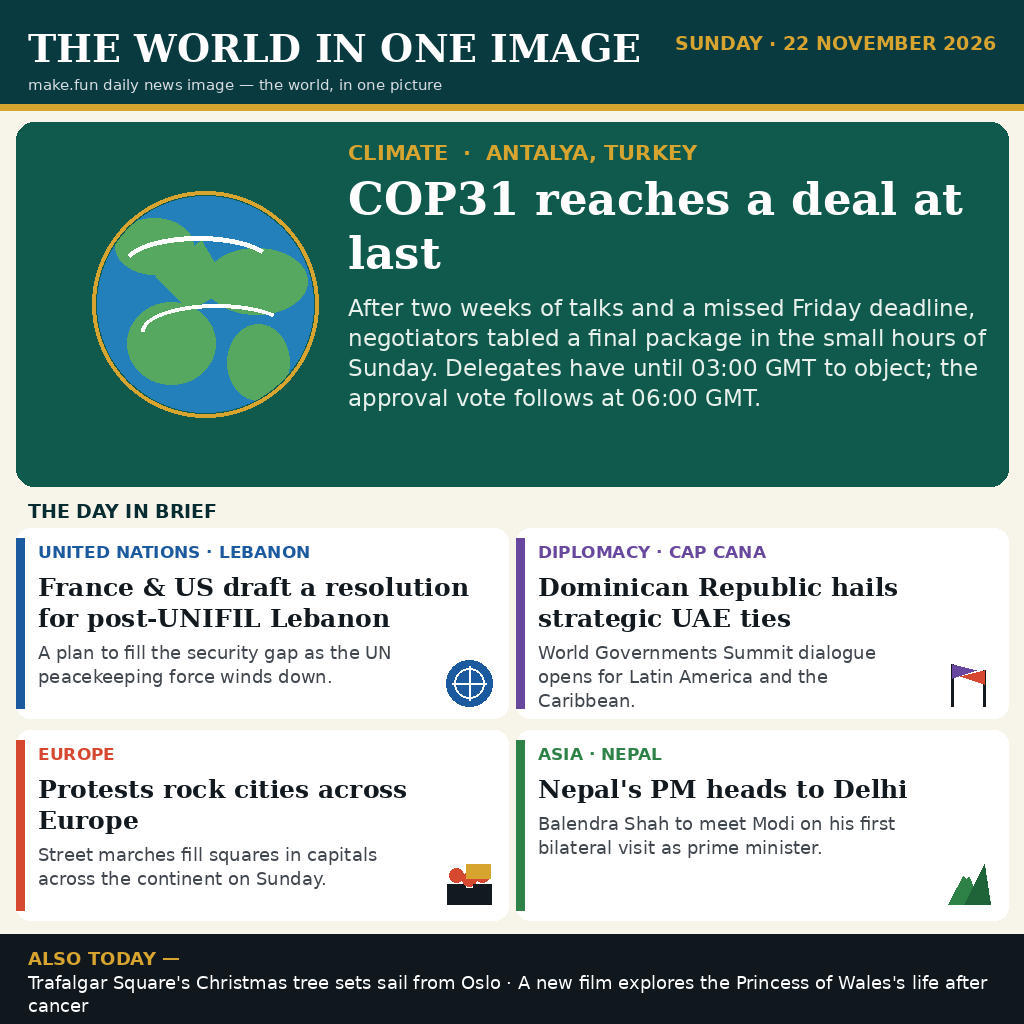 THE WORLD IN ONE IMAGE
SUNDAY · 22 NOVEMBER 2026
make.fun daily news image — the world, in one picture
CLIMATE · ANTALYA, TURKEY
COP31 reaches a deal at
last
After two weeks of talks and a missed Friday deadline,
negotiators tabled a final package in the small hours of
Sunday. Delegates have until 03:00 GMT to object; the
approval vote follows at 06:00 GMT.
THE DAY IN BRIEF
UNITED NATIONS · LEBANON
France & US draft a resolution
for post-UNIFIL Lebanon
A plan to fill the security gap as the UN
peacekeeping force winds down.
DIPLOMACY · CAP CANA
Dominican Republic hails
strategic UAE ties
World Governments Summit dialogue
opens for Latin America and the
Caribbean.
EUROPE
Protests rock cities across
Europe
Street marches fill squares in capitals
across the continent on Sunday.
ASIA · NEPAL
Nepal's PM heads to Delhi
Balendra Shah to meet Modi on his first
bilateral visit as prime minister.
ALSO TODAY —
Trafalgar Square's Christmas tree sets sail from Oslo · A new film explores the Princess of Wales's life after
cancer